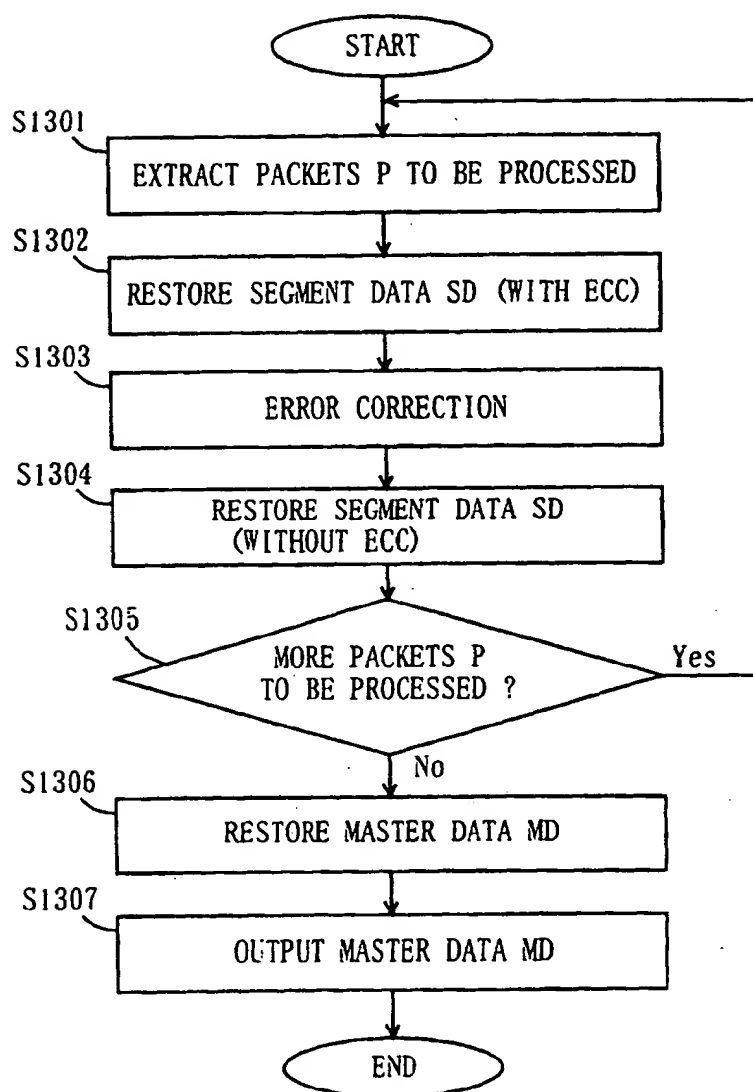 START
S1301
EXTRACT PACKETS P TO BE PROCESSED
S1302
RESTORE SEGMENT DATA SD (WITH ECC)
S1303
ERROR CORRECTION
S1304
RESTORE SEGMENT DATA SD
(WITHOUT ECC)
S1305
MORE PACKETS P
TO BE PROCESSED ?
Yes
No
S1306
RESTORE MASTER DATA MD
S1307
OUTPUT MASTER DATA MD
END